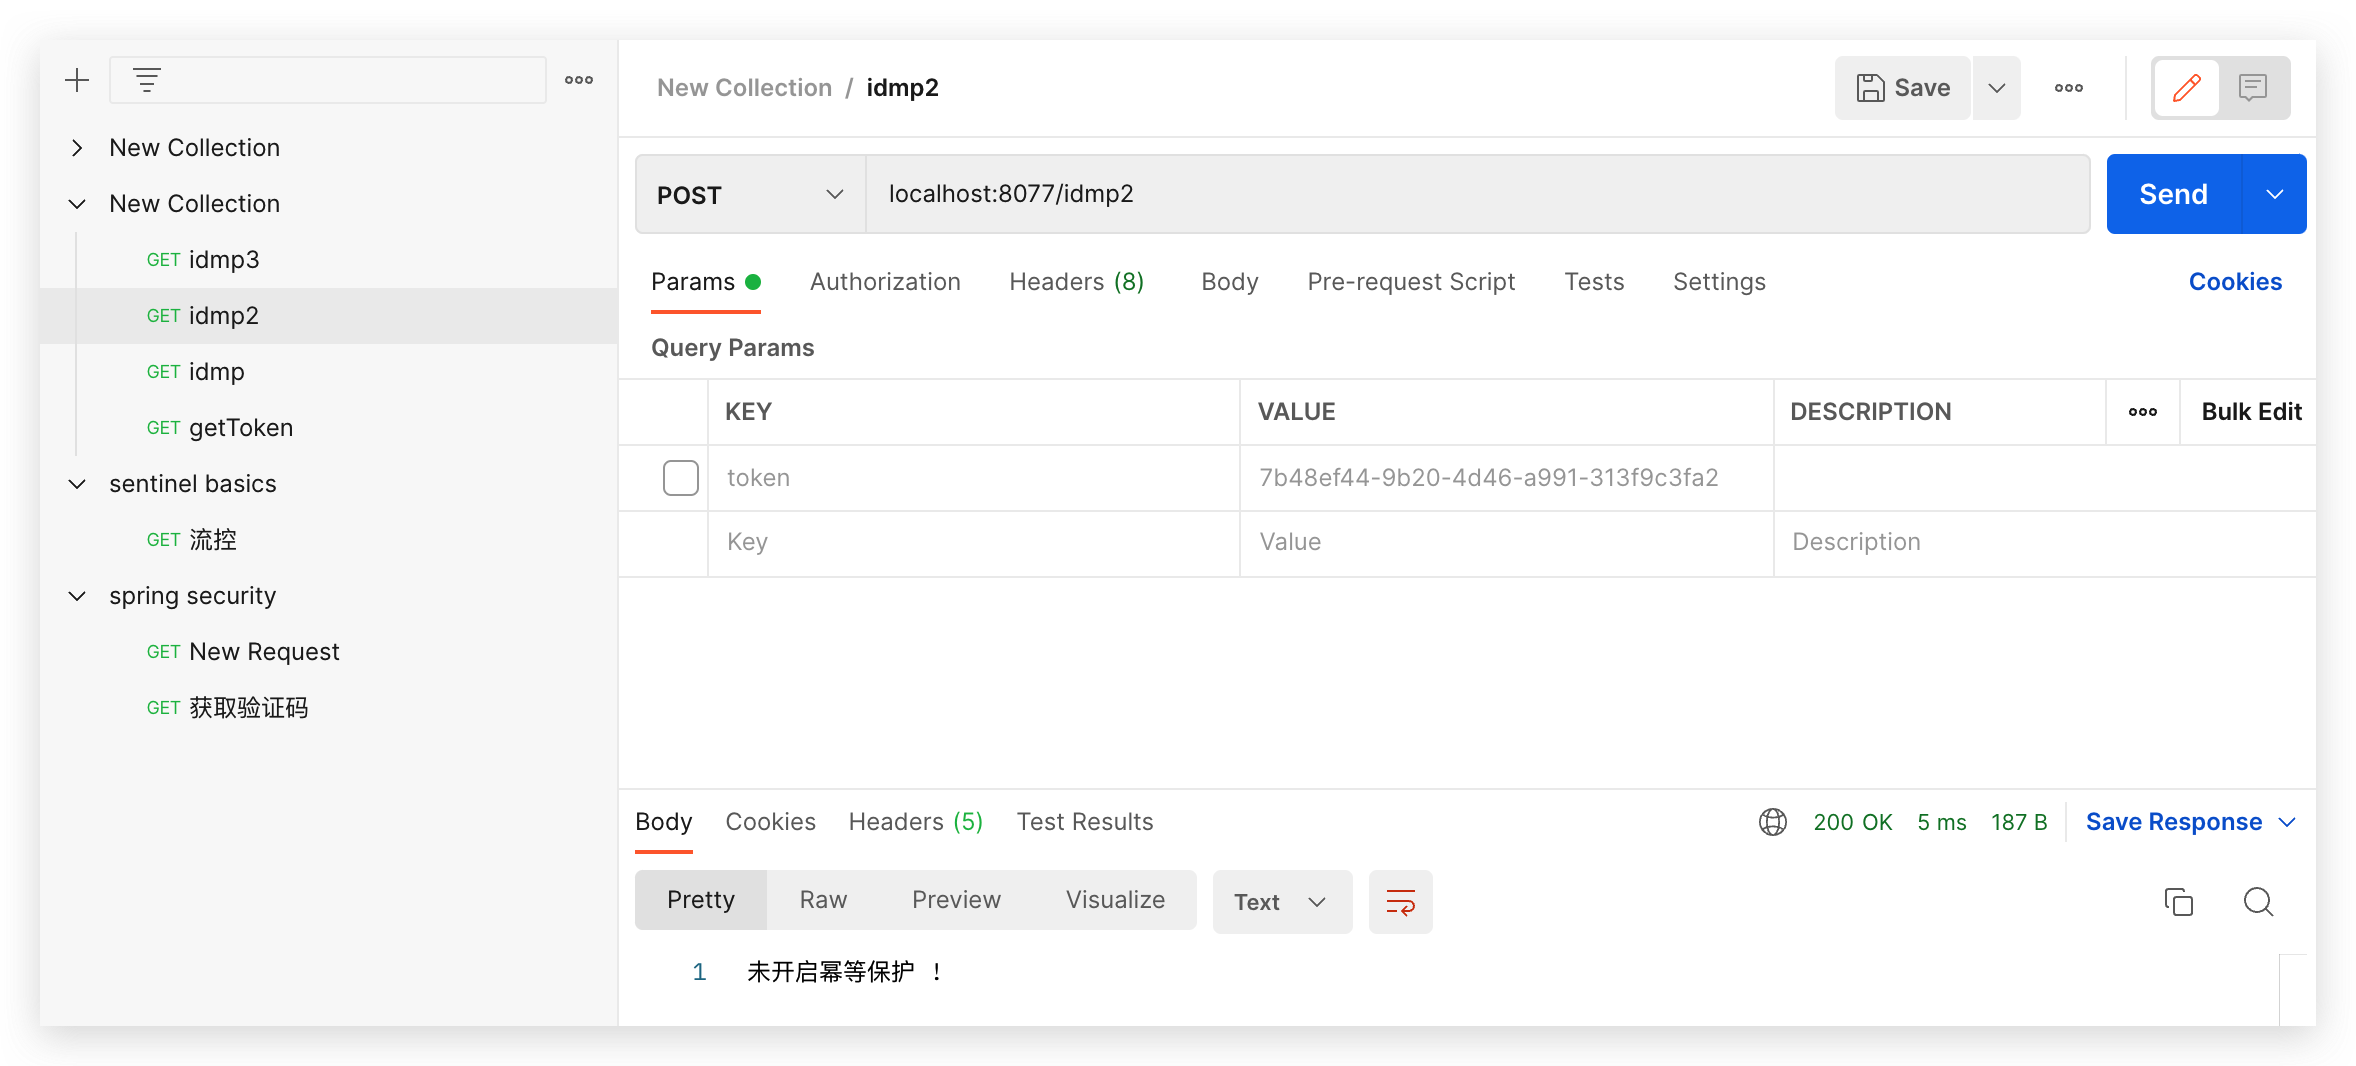 New Collection
New Collection
GET idmp3
GET idmp2
GET idmp
GET getToken
sentinel basics
GET 流控
spring security
GET New Request
GET 获取验证码
New Collection / idmp2
Save
POST
localhost:8077/idmp2
Send
Params Authorization Headers (8) Body Pre-request Script Tests Settings Cookies
Query Params
KEY VALUE DESCRIPTION Bulk Edit
token 7b48ef44-9b20-4d46-a991-313f9c3fa2
Key Value Description
Body Cookies Headers (5) Test Results 200 OK 5 ms 187 B Save Response
Pretty Raw Preview Visualize Text
1 未开启幂等保护 ！